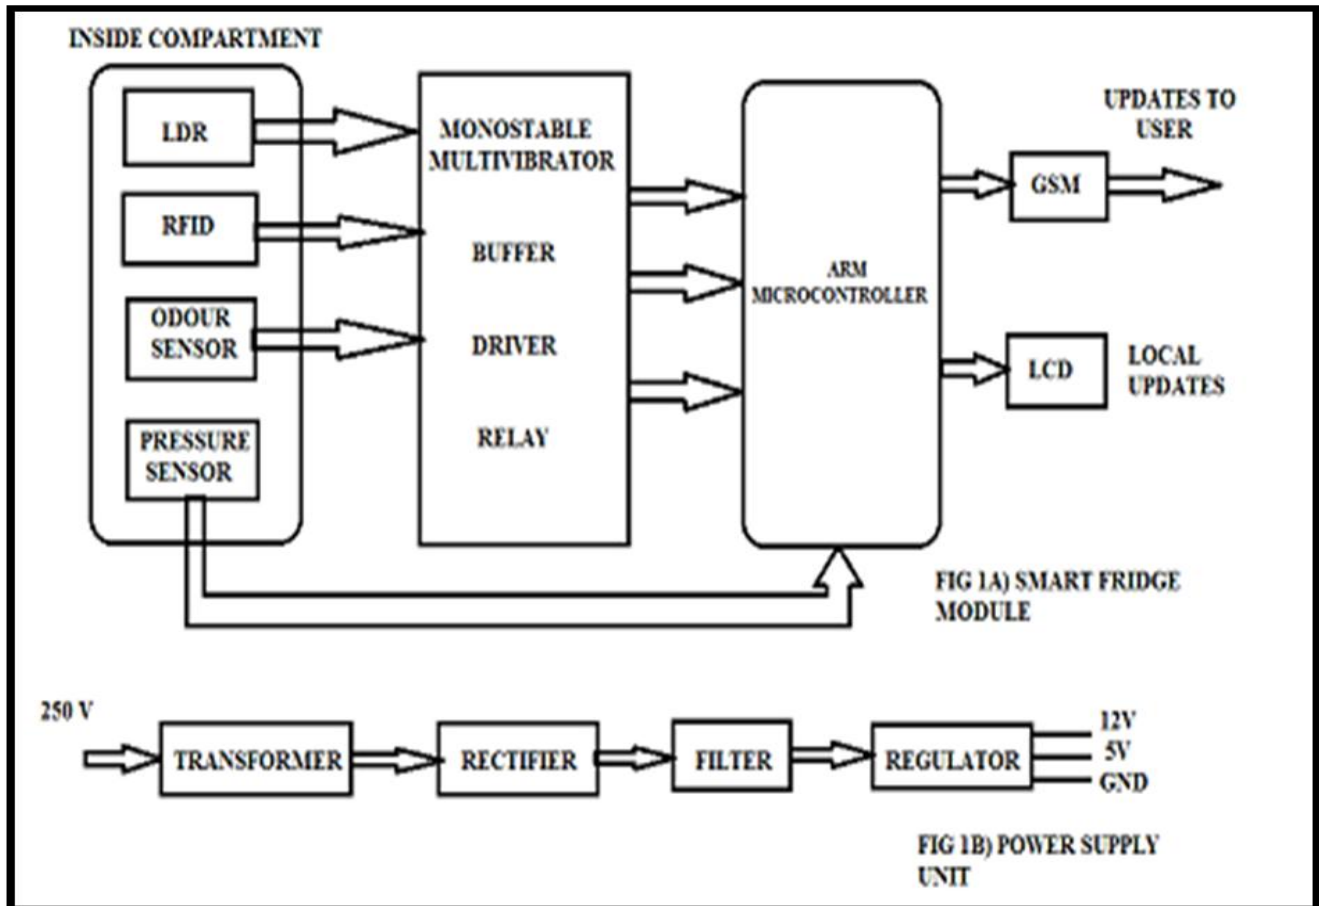 INSIDE COMPARTMENT
LDR
RFID
ODOUR
SENSOR
PRESSURE
SENSOR
MONOSTABLE
MULTIVIBRATOR
BUFFER
DRIVER
RELAY
ARM
MICROCONTROLLER
UPDATES TO
USER
GSM
LCD
LOCAL
UPDATES
FIG 1A) SMART FRIDGE
MODULE
250 V
TRANSFORMER
RECTIFIER
FILTER
REGULATOR
12V
5V
GND
FIG 1B) POWER SUPPLY
UNIT